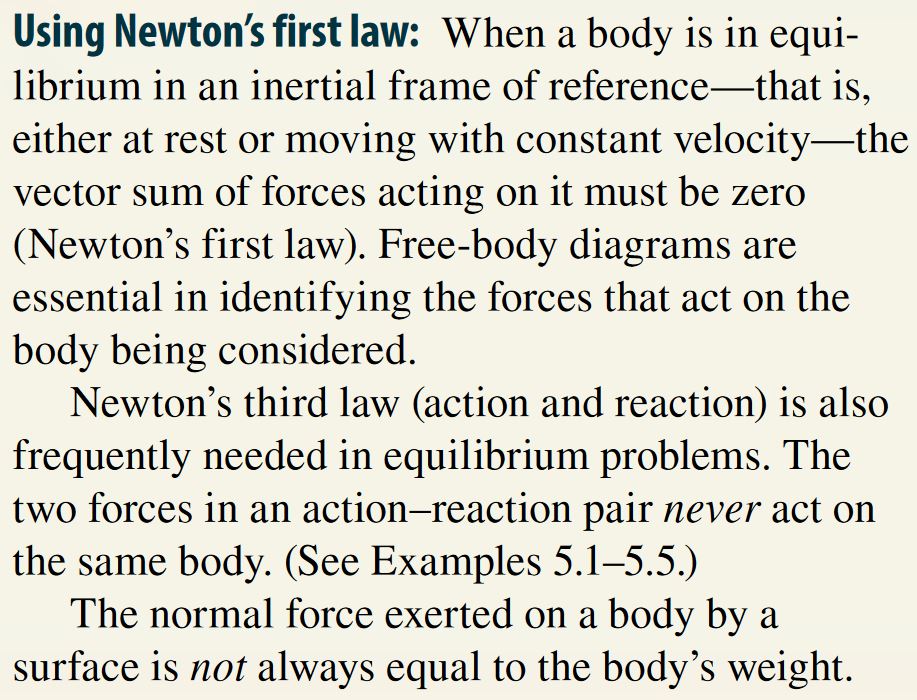 Using Newton’s first law: When a body is in equi-
librium in an inertial frame of reference—that is,
either at rest or moving with constant velocity—the
vector sum of forces acting on it must be zero
(Newton’s first law). Free-body diagrams are
essential in identifying the forces that act on the
body being considered.
Newton’s third law (action and reaction) is also
frequently needed in equilibrium problems. The
two forces in an action–reaction pair never act on
the same body. (See Examples 5.1–5.5.)
The normal force exerted on a body by a
surface is not always equal to the body’s weight.